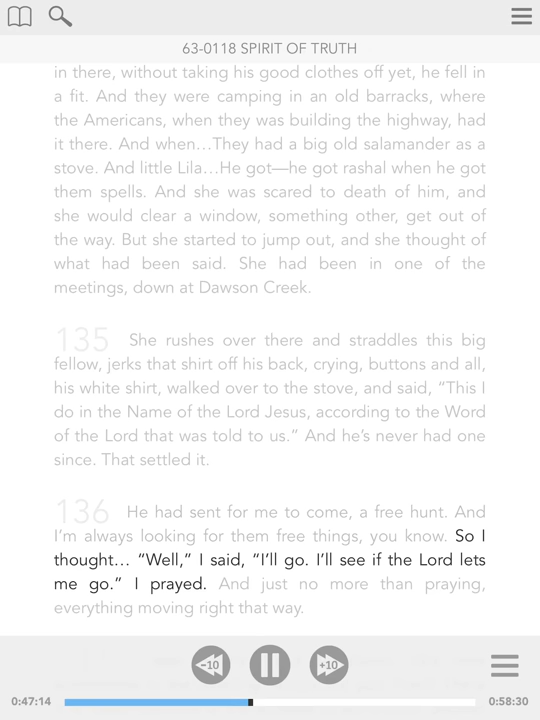 63-0118 SPIRIT OF TRUTH
in there, without taking his good clothes off yet, he fell in
a fit. And they were camping in an old barracks, where
the Americans, when they was building the highway, had
it there. And when…They had a big old salamander as a
stove. And little Lila…He got—he got rashal when he got
them spells. And she was scared to death of him, and
she would clear a window, something other, get out of
the way. But she started to jump out, and she thought of
what had been said. She had been in one of the
meetings, down at Dawson Creek.
135 She rushes over there and straddles this big
fellow, jerks that shirt off his back, crying, buttons and all,
his white shirt, walked over to the stove, and said, “This I
do in the Name of the Lord Jesus, according to the Word
of the Lord that was told to us.” And he’s never had one
since. That settled it.
136 He had sent for me to come, a free hunt. And
I’m always looking for them free things, you know. So I
thought… “Well,” I said, “I’ll go. I’ll see if the Lord lets
me go.” I prayed. And just no more than praying,
everything moving right that way.
-10 +10
0:47:14 0:58:30